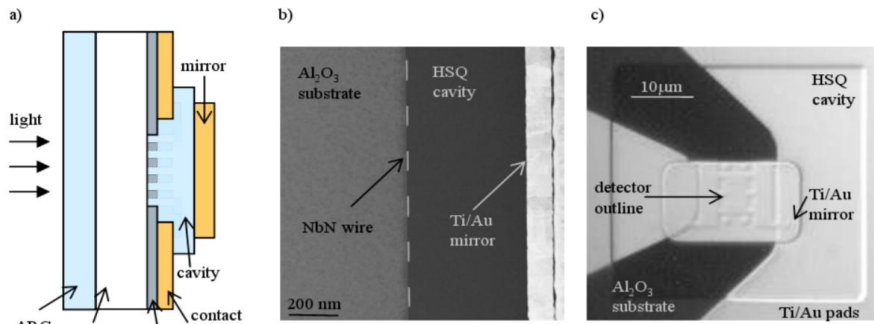 a)
mirror
light
cavity
ARC
contact
b)
Al2O3
substrate
HSQ
cavity
NbN wire
Ti/Au
mirror
200 nm
c)
10μm
HSQ
cavity
detector
outline
Ti/Au
mirror
Al2O3
substrate
Ti/Au pads